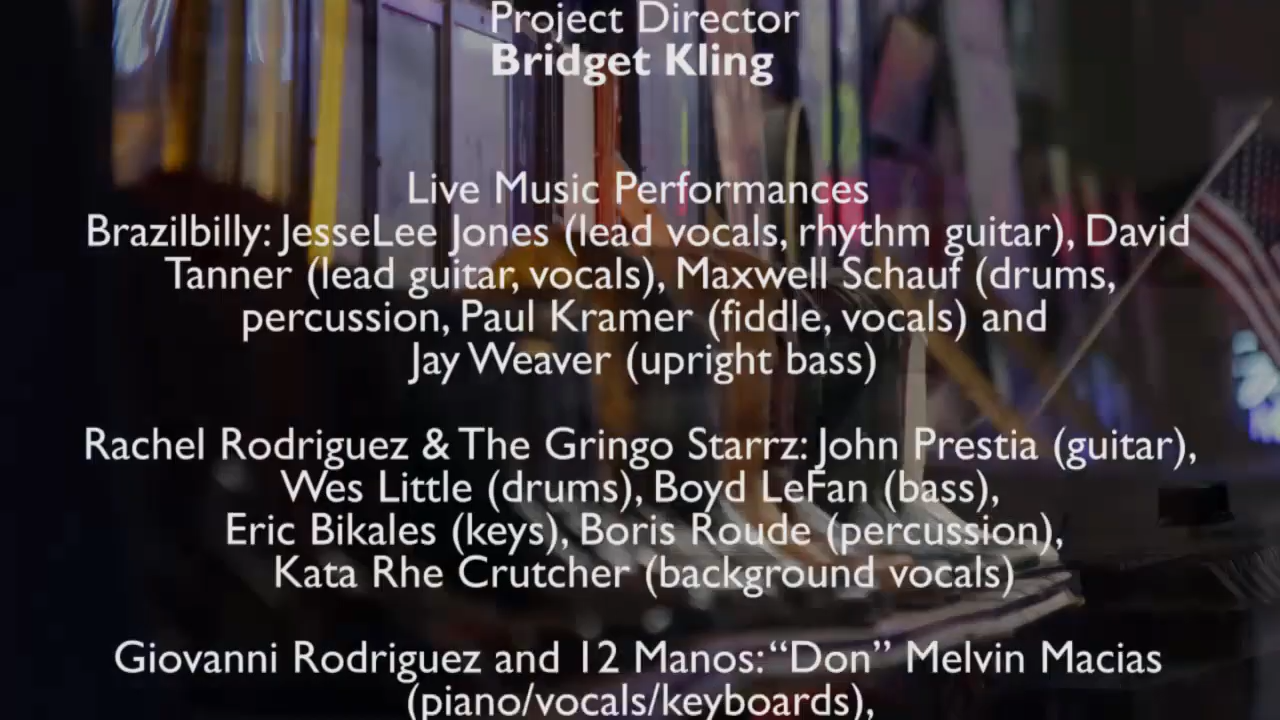 Project Director
Bridget Kling
Live Music Performances
Brazilbilly: JesseLee Jones (lead vocals, rhythm guitar), David
Tanner (lead guitar, vocals), Maxwell Schauf (drums,
percussion, Paul Kramer (fiddle, vocals) and
Jay Weaver (upright bass)
Rachel Rodriguez & The Gringo Starrz: John Prestia (guitar),
Wes Little (drums), Boyd LeFan (bass),
Eric Bikales (keys), Boris Roude (percussion),
Kata Rhe Crutcher (background vocals)
Giovanni Rodriguez and 12 Manos: “Don” Melvin Macias
(piano/vocals/keyboards),